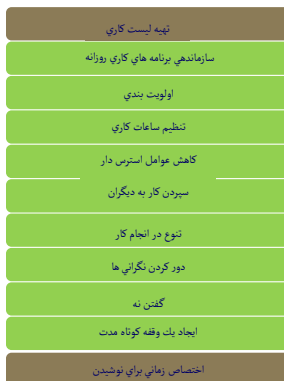 تهيه ليست كاري
سازماندهي برنامه هاي كاري روزانه
اولويت بندي
تنظيم ساعات كاري
كاهش عوامل استرس دار
سپردن كار به ديگران
تنوع در انجام كار
دور كردن نگراني ها
گفتن نه
ايجاد يك وقفه كوتاه مدت
اختصاص زماني براي نوشيدن